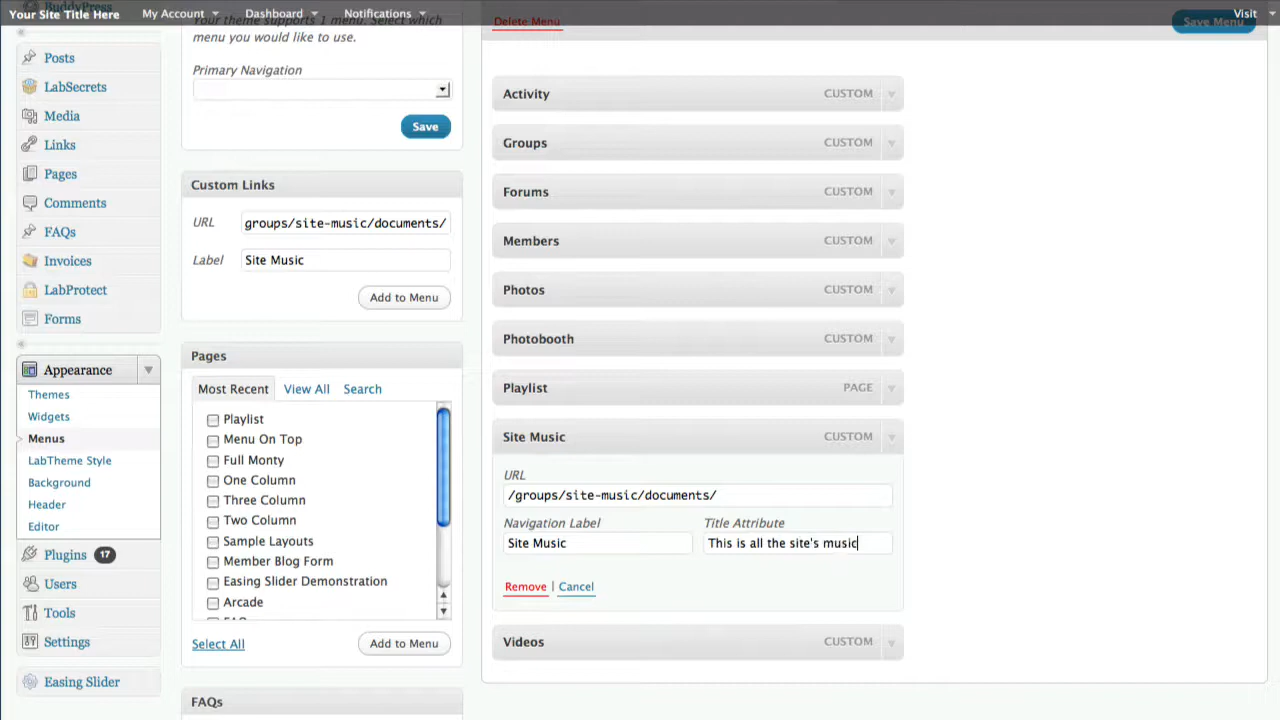 Your Site Title Here
My Account
Dashboard
Notifications
Visit
BuddyPress
Posts
LabSecrets
Media
Links
Pages
Comments
FAQs
Invoices
LabProtect
Forms
Appearance
Themes
Widgets
Menus
LabTheme Style
Background
Header
Editor
Plugins 17
Users
Tools
Settings
Easing Slider
Your theme supports 1 menu. Select which
menu you would like to use.
Primary Navigation
Save
Custom Links
URL groups/site-music/documents/
Label Site Music
Add to Menu
Pages
Most Recent View All Search
Playlist
Menu On Top
Full Monty
One Column
Three Column
Two Column
Sample Layouts
Member Blog Form
Easing Slider Demonstration
Arcade
FAQs
Select All Add to Menu
FAQs
Delete Menu
Save Menu
Activity CUSTOM
Groups CUSTOM
Forums CUSTOM
Members CUSTOM
Photos CUSTOM
Photobooth CUSTOM
Playlist PAGE
Site Music CUSTOM
URL
/groups/site-music/documents/
Navigation Label Title Attribute
Site Music This is all the site's music
Remove | Cancel
Videos CUSTOM